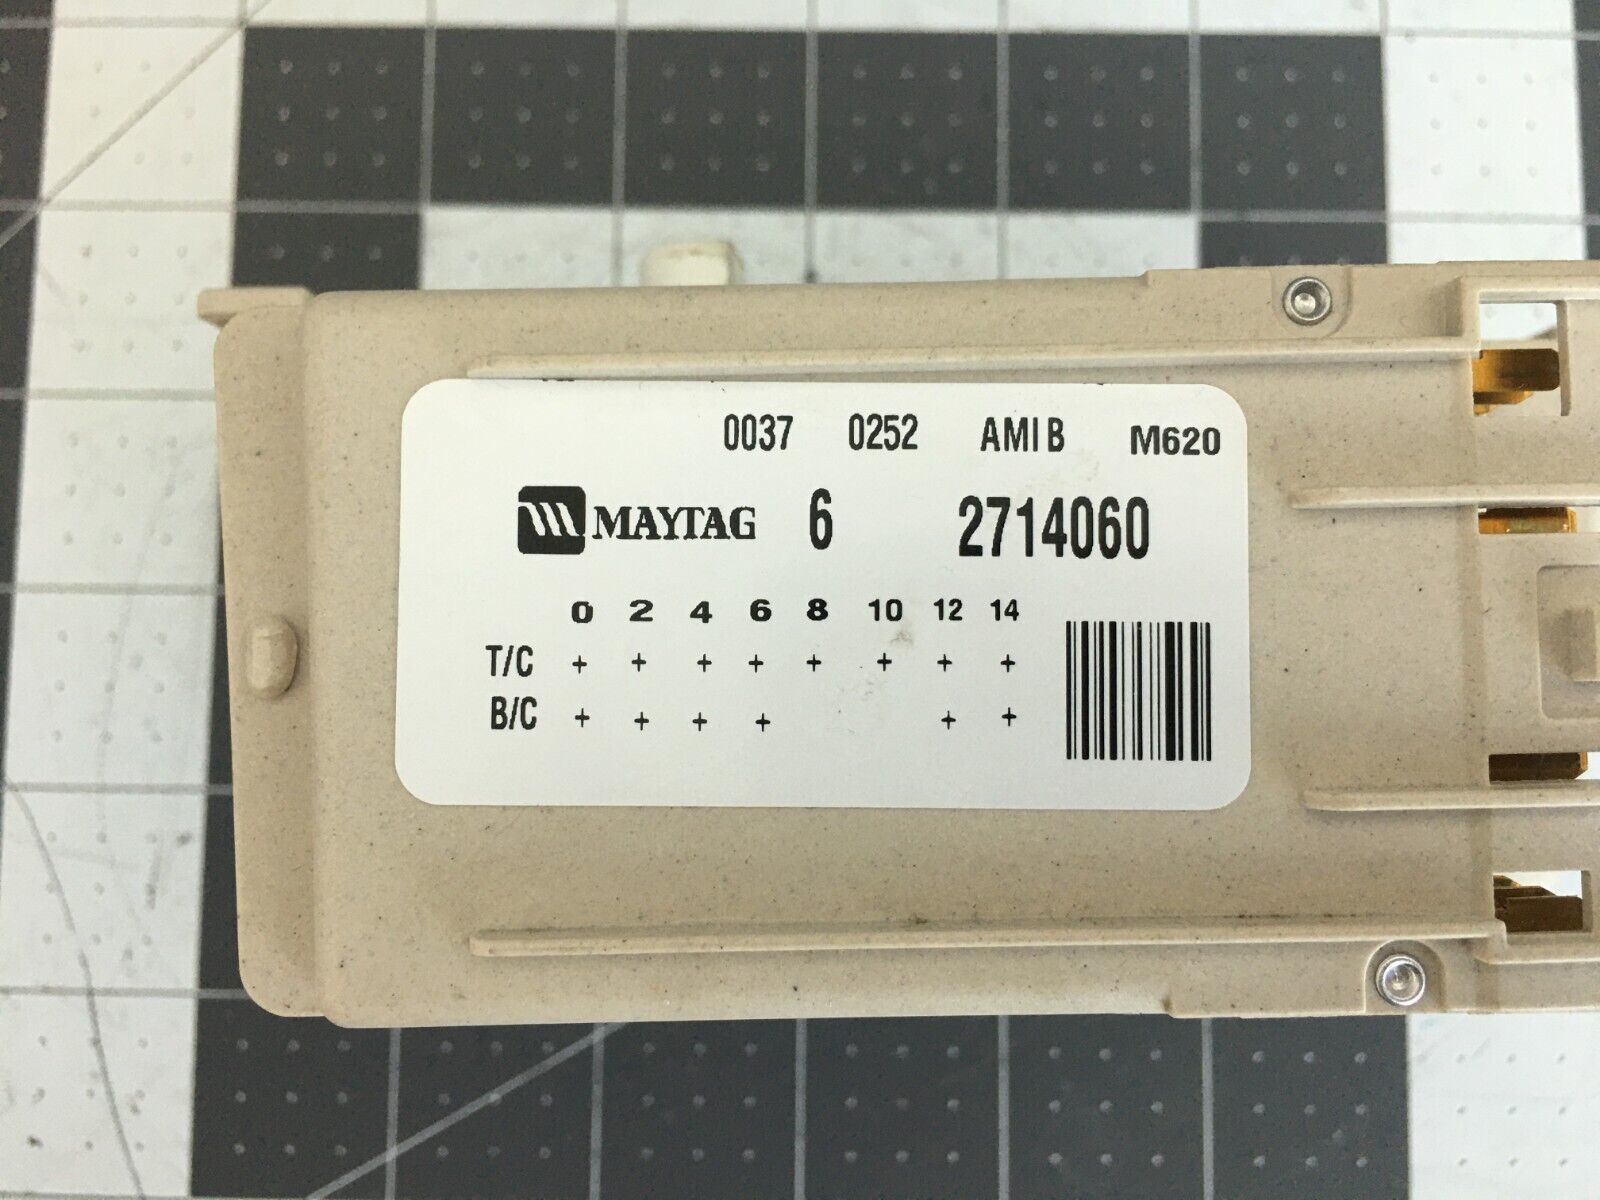 0037 0252 AMI B M620
MAYTAG 6 2714060
0 2 4 6 8 10 12 14
T/C + + + + + + + +
B/C + + + + + +